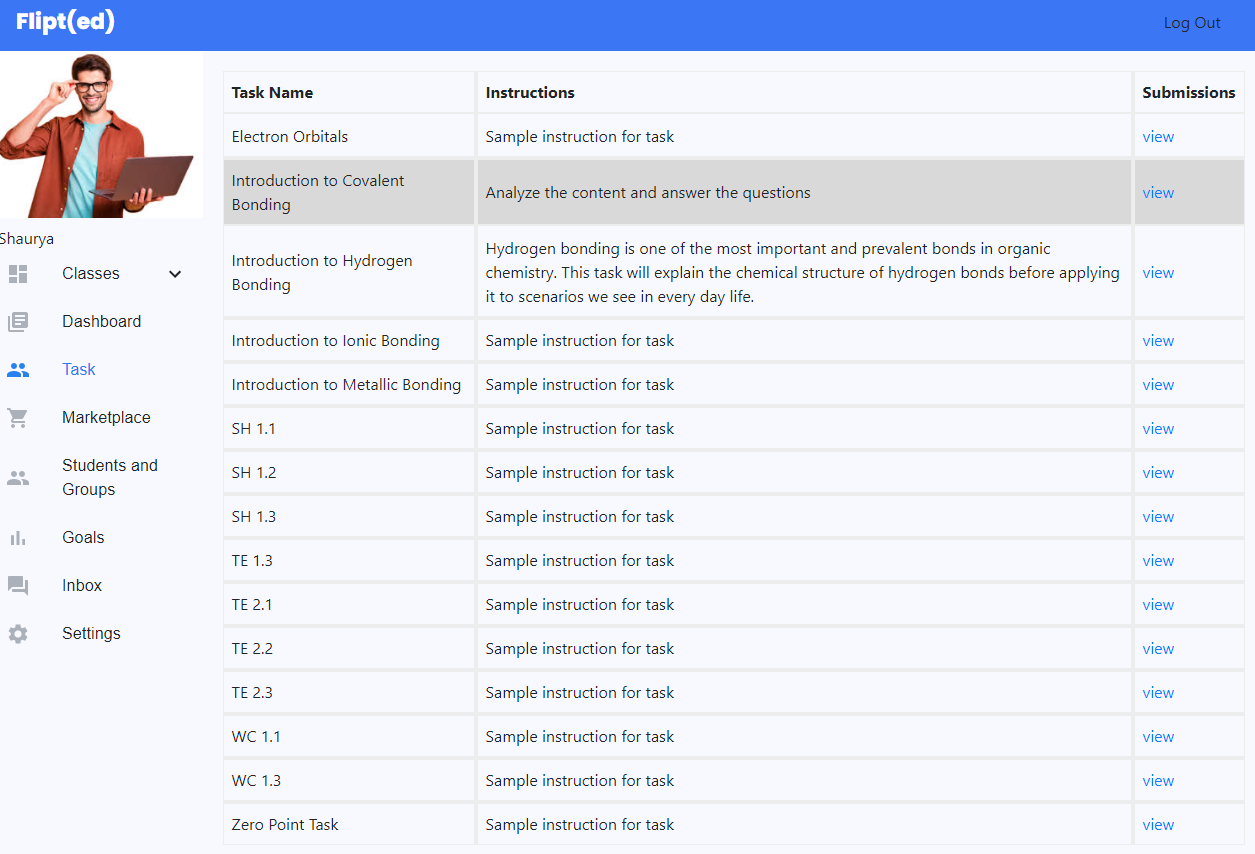 Flipt(ed)
Log Out
Shaurya
Classes
Dashboard
Task
Marketplace
Students and
Groups
Goals
Inbox
Settings
Task Name Instructions Submissions
Electron Orbitals Sample instruction for task view
Introduction to Covalent
Bonding
Analyze the content and answer the questions
view
Introduction to Hydrogen
Bonding
Hydrogen bonding is one of the most important and prevalent bonds in organic
chemistry. This task will explain the chemical structure of hydrogen bonds before applying
it to scenarios we see in every day life.
view
Introduction to Ionic Bonding Sample instruction for task view
Introduction to Metallic Bonding Sample instruction for task view
SH 1.1 Sample instruction for task view
SH 1.2 Sample instruction for task view
SH 1.3 Sample instruction for task view
TE 1.3 Sample instruction for task view
TE 2.1 Sample instruction for task view
TE 2.2 Sample instruction for task view
TE 2.3 Sample instruction for task view
WC 1.1 Sample instruction for task view
WC 1.3 Sample instruction for task view
Zero Point Task Sample instruction for task view